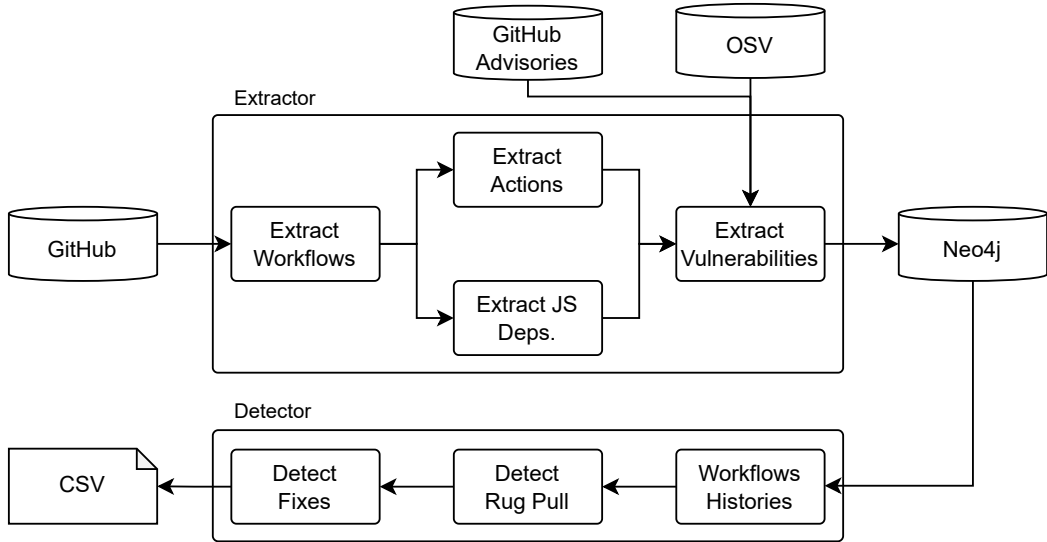 GitHub
Advisories
OSV
Extractor
Extract
Actions
GitHub
Extract
Workflows
Extract
Vulnerabilities
Neo4j
Extract JS
Deps.
Detector
CSV
Detect
Fixes
Detect
Rug Pull
Workflows
Histories